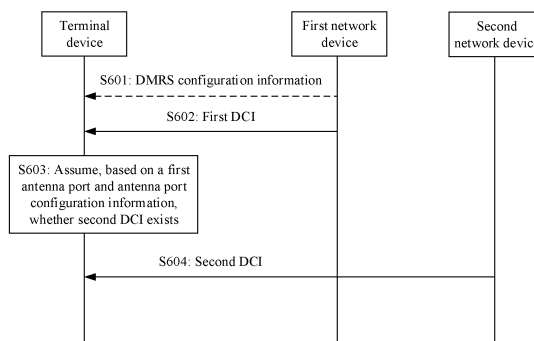 Terminal
device
First network
device
Second
network device
S601: DMRS configuration information
S602: First DCI
S603: Assume, based on a first
antenna port and antenna port
configuration information,
whether second DCI exists
S604: Second DCI